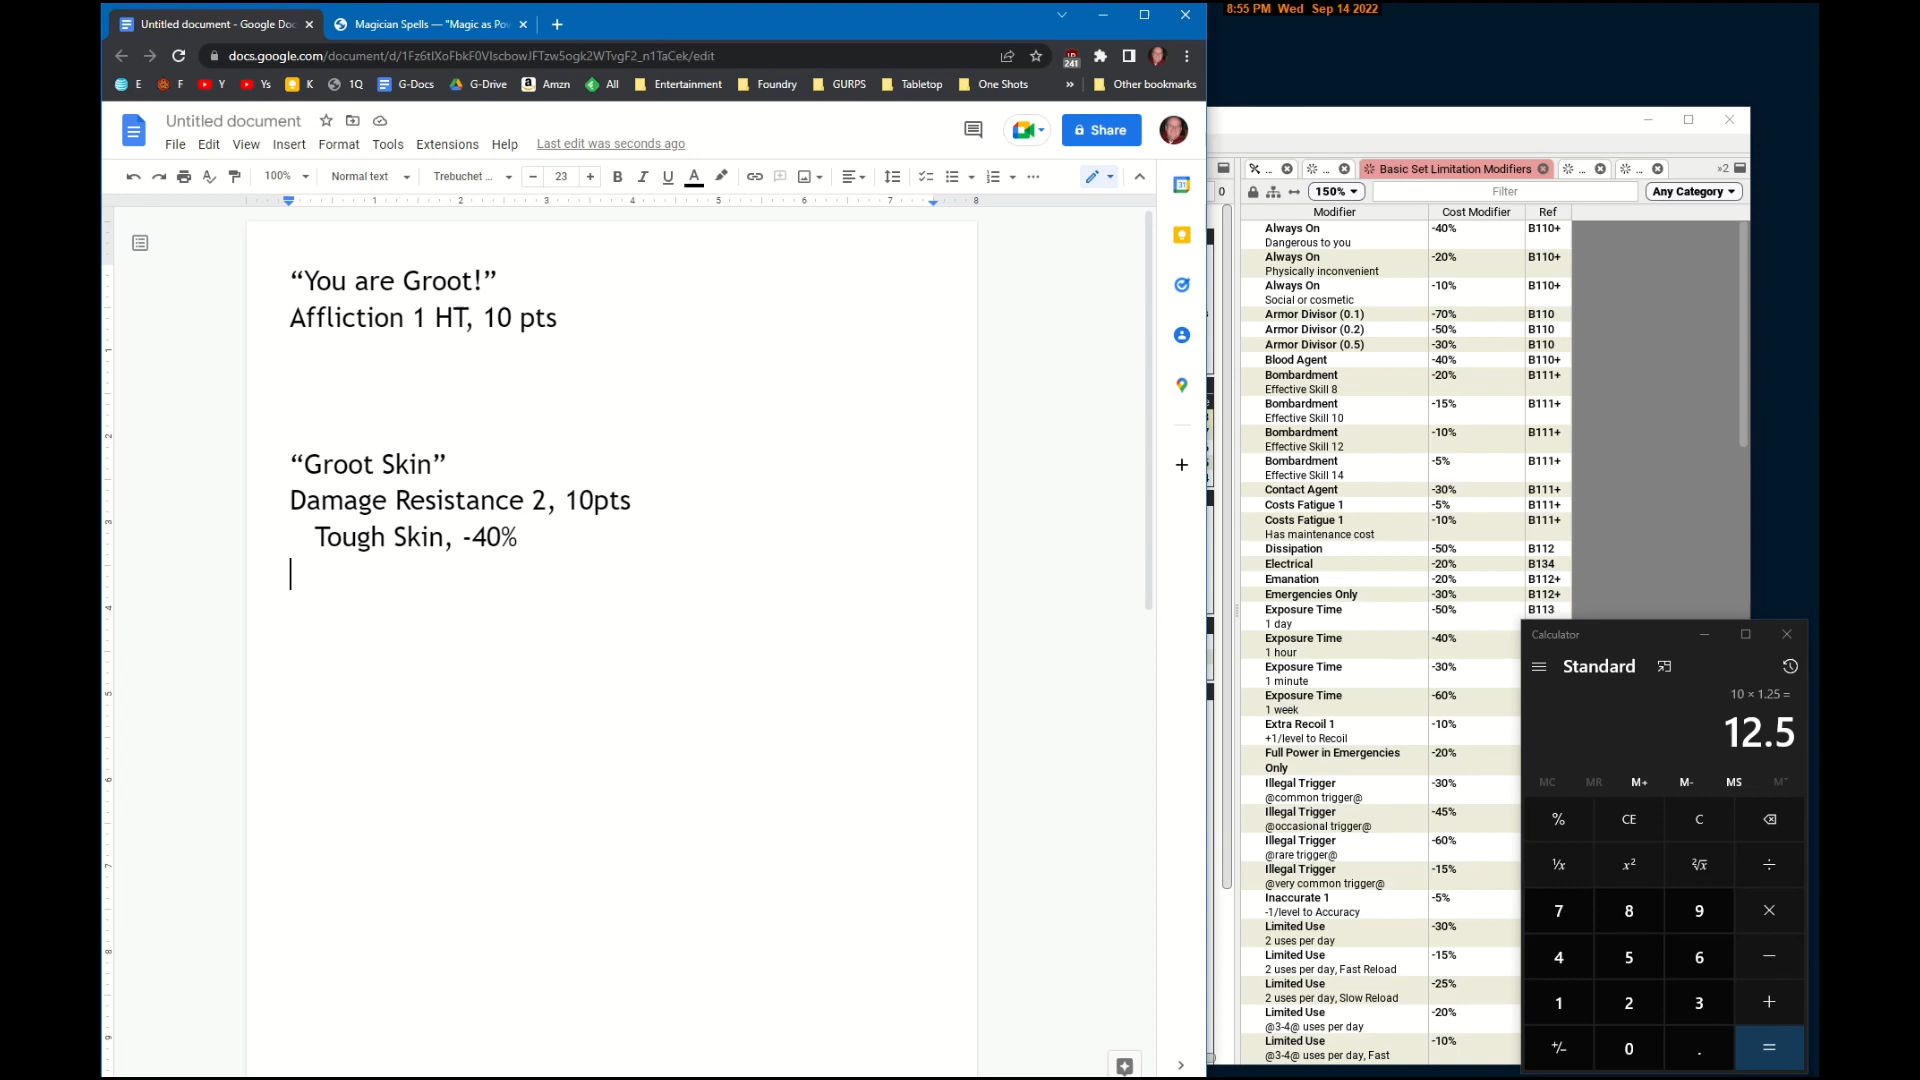 8:55 PM Wed Sep 14 2022
Untitled document - Google Doc
Magician Spells — "Magic as Pow
docs.google.com/document/d/1Fz6tlXoFbkF0VlscbowJFTzw5ogk2WTvgF2_n1TaCek/edit
241
E
F
Y
Ys
K
1Q
G-Docs
G-Drive
Amzn
All
Entertainment
Foundry
GURPS
Tabletop
One Shots
»
Other bookmarks
Untitled document
Share
File Edit View Insert Format Tools Extensions Help Last edit was seconds ago
100% Normal text Trebuchet ... − 23 + B I U A
1 2 3 4 5 6 7 8
“You are Groot!”
Affliction 1 HT, 10 pts
“Groot Skin”
Damage Resistance 2, 10pts
Tough Skin, -40%
Basic Set Limitation Modifiers
»2
150% Filter Any Category
Modifier Cost Modifier Ref
Always On -40% B110+
Dangerous to you
Always On -20% B110+
Physically inconvenient
Always On -10% B110+
Social or cosmetic
Armor Divisor (0.1) -70% B110
Armor Divisor (0.2) -50% B110
Armor Divisor (0.5) -30% B110
Blood Agent -40% B110+
Bombardment -20% B111+
Effective Skill 8
Bombardment -15% B111+
Effective Skill 10
Bombardment -10% B111+
Effective Skill 12
Bombardment -5% B111+
Effective Skill 14
Contact Agent -30% B111+
Costs Fatigue 1 -5% B111+
Costs Fatigue 1 -10% B111+
Has maintenance cost
Dissipation -50% B112
Electrical -20% B134
Emanation -20% B112+
Emergencies Only -30% B112+
Exposure Time -50% B113
1 day
Exposure Time -40%
1 hour
Exposure Time -30%
1 minute
Exposure Time -60%
1 week
Extra Recoil 1 -10%
+1/level to Recoil
Full Power in Emergencies -20%
Only
Illegal Trigger -30%
@common trigger@
Illegal Trigger -45%
@occasional trigger@
Illegal Trigger -60%
@rare trigger@
Illegal Trigger -15%
@very common trigger@
Inaccurate 1 -5%
-1/level to Accuracy
Limited Use -30%
2 uses per day
Limited Use -15%
2 uses per day, Fast Reload
Limited Use -25%
2 uses per day, Slow Reload
Limited Use -20%
@3-4@ uses per day
Limited Use -10%
@3-4@ uses per day, Fast
Calculator
Standard
10 × 1.25 =
12.5
MC MR M+ M- MS M˅
% CE C
¹/x x² ²√x ÷
7 8 9 ×
4 5 6 −
1 2 3 +
+/- 0 . =